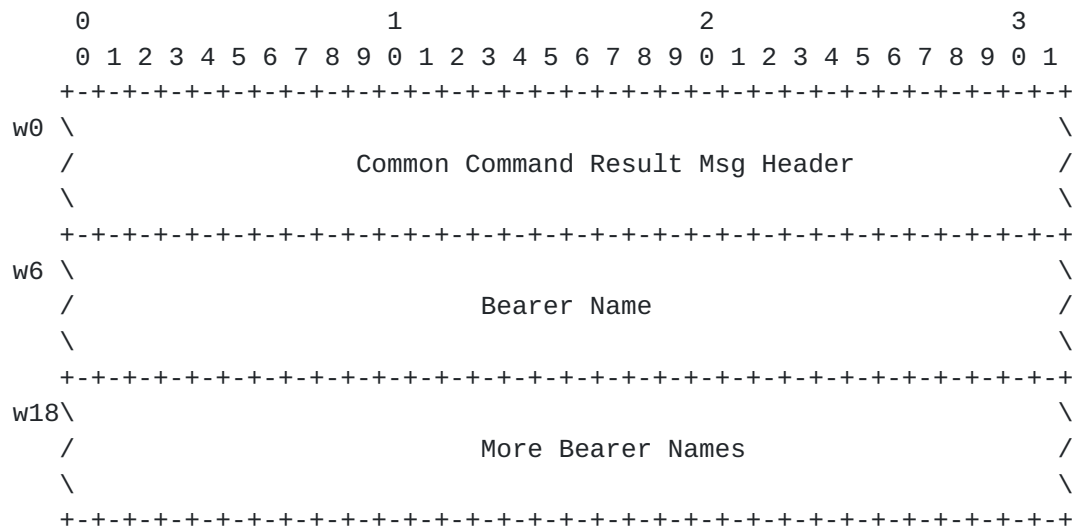 0                   1                   2                   3
 0 1 2 3 4 5 6 7 8 9 0 1 2 3 4 5 6 7 8 9 0 1 2 3 4 5 6 7 8 9 0 1
+-+-+-+-+-+-+-+-+-+-+-+-+-+-+-+-+-+-+-+-+-+-+-+-+-+-+-+-+-+-+-+-+
w0 \                                                               \
/                  Common Command Result Msg Header             /
\                                                               \
+-+-+-+-+-+-+-+-+-+-+-+-+-+-+-+-+-+-+-+-+-+-+-+-+-+-+-+-+-+-+-+-+
w6 \                                                               \
/                          Bearer Name                          /
\                                                               \
+-+-+-+-+-+-+-+-+-+-+-+-+-+-+-+-+-+-+-+-+-+-+-+-+-+-+-+-+-+-+-+-+
w18\                                                               \
/                          More Bearer Names                    /
\                                                               \
+-+-+-+-+-+-+-+-+-+-+-+-+-+-+-+-+-+-+-+-+-+-+-+-+-+-+-+-+-+-+-+-+